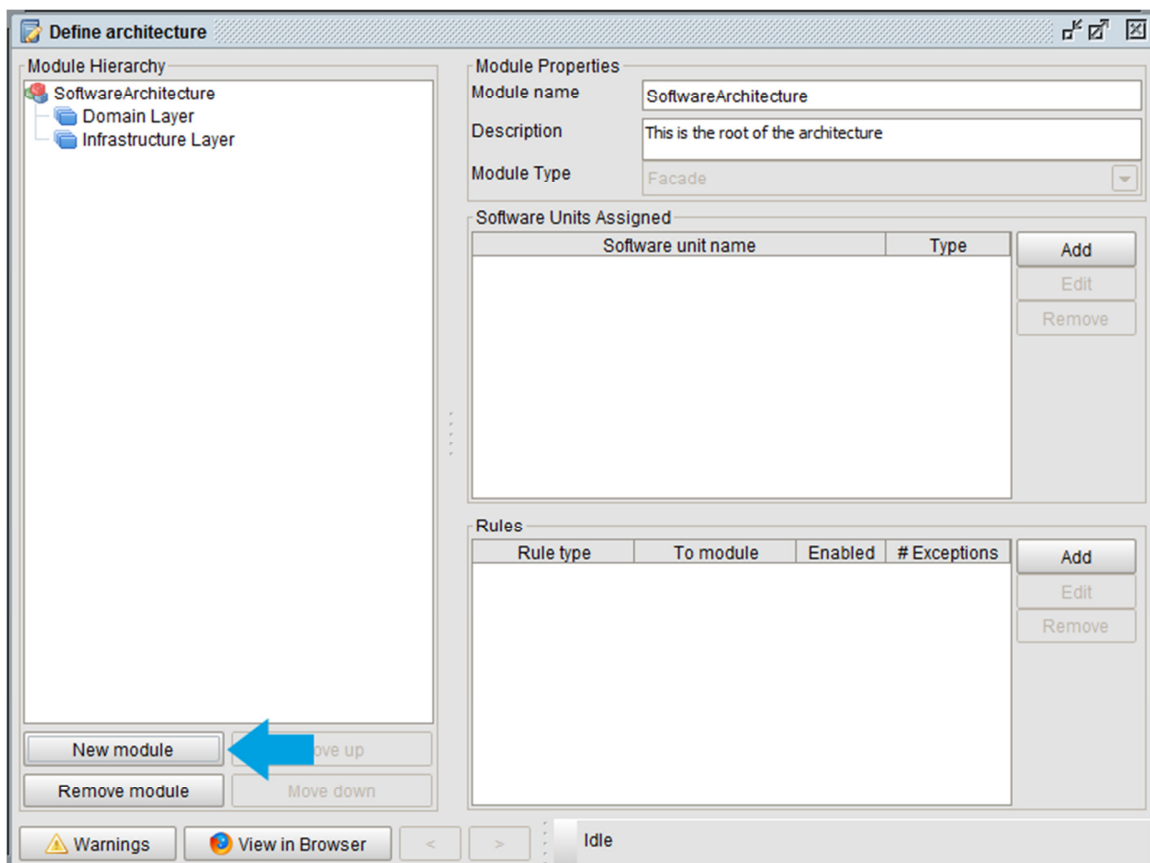 Define architecture
Module Hierarchy
SoftwareArchitecture
Domain Layer
Infrastructure Layer
New module
ove up
Remove module
Move down
Module Properties
Module name SoftwareArchitecture
Description This is the root of the architecture
Module Type Facade
Software Units Assigned
Software unit name Type
Add
Edit
Remove
Rules
Rule type To module Enabled # Exceptions
Add
Edit
Remove
Warnings View in Browser < > Idle